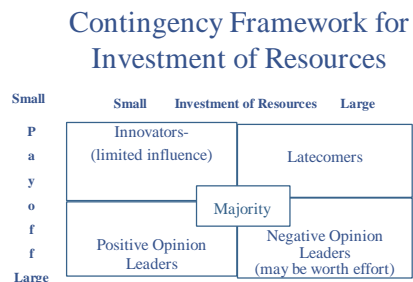 Contingency Framework for
Investment of Resources
Small
Small Investment of Resources Large
P
a
y
o
f
f
Large
Innovators-
(limited influence)
Latecomers
Majority
Positive Opinion
Leaders
Negative Opinion
Leaders
(may be worth effort)